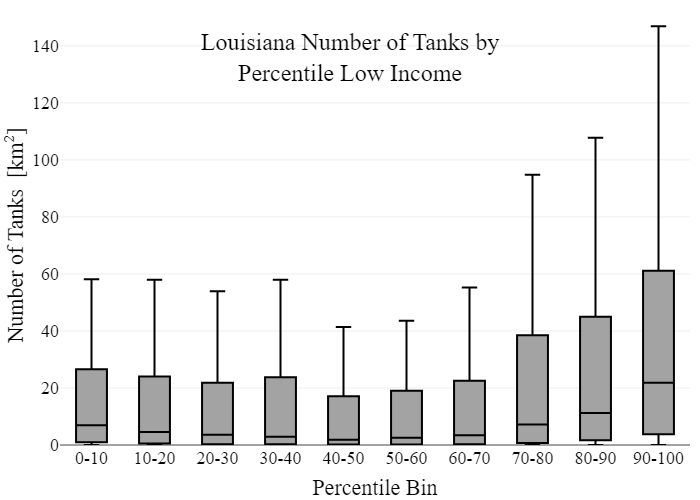 Louisiana Number of Tanks by
Percentile Low Income
Number of Tanks [km²]
140
120
100
80
60
40
20
0
0-10 10-20 20-30 30-40 40-50 50-60 60-70 70-80 80-90 90-100
Percentile Bin